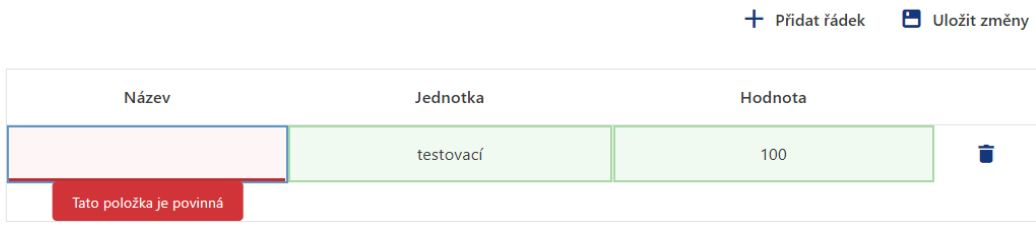 Přidat řádek Uložit změny
Název Jednotka Hodnota
testovací 100
Tato položka je povinná